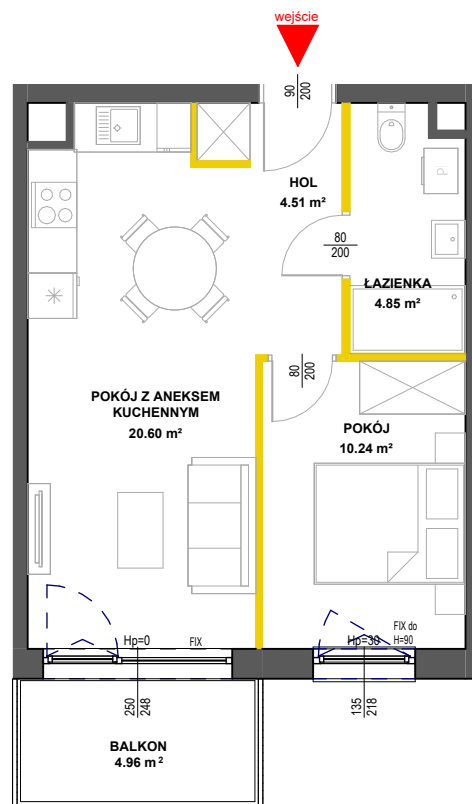 wejście
90
200
HOL
4.51 m²
80
200
ŁAZIENKA
4.85 m²
80
200
POKÓJ Z ANEKSEM
KUCHENNYM
20.60 m²
POKÓJ
10.24 m²
Hp=0
FIX
Hp=30
FIX do
H=90
250
248
135
218
BALKON
4.96 m²